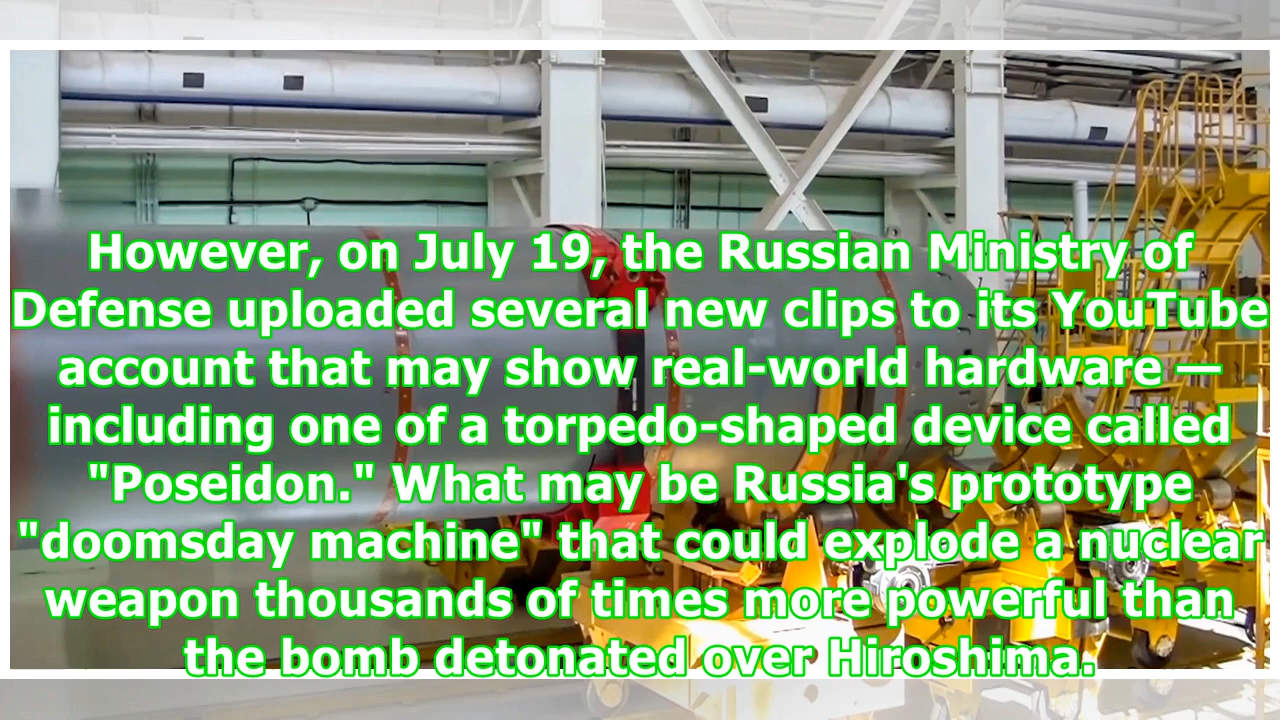 However, on July 19, the Russian Ministry of
Defense uploaded several new clips to its YouTube
account that may show real-world hardware —
including one of a torpedo-shaped device called
"Poseidon." What may be Russia's prototype
"doomsday machine" that could explode a nuclear
weapon thousands of times more powerful than
the bomb detonated over Hiroshima.